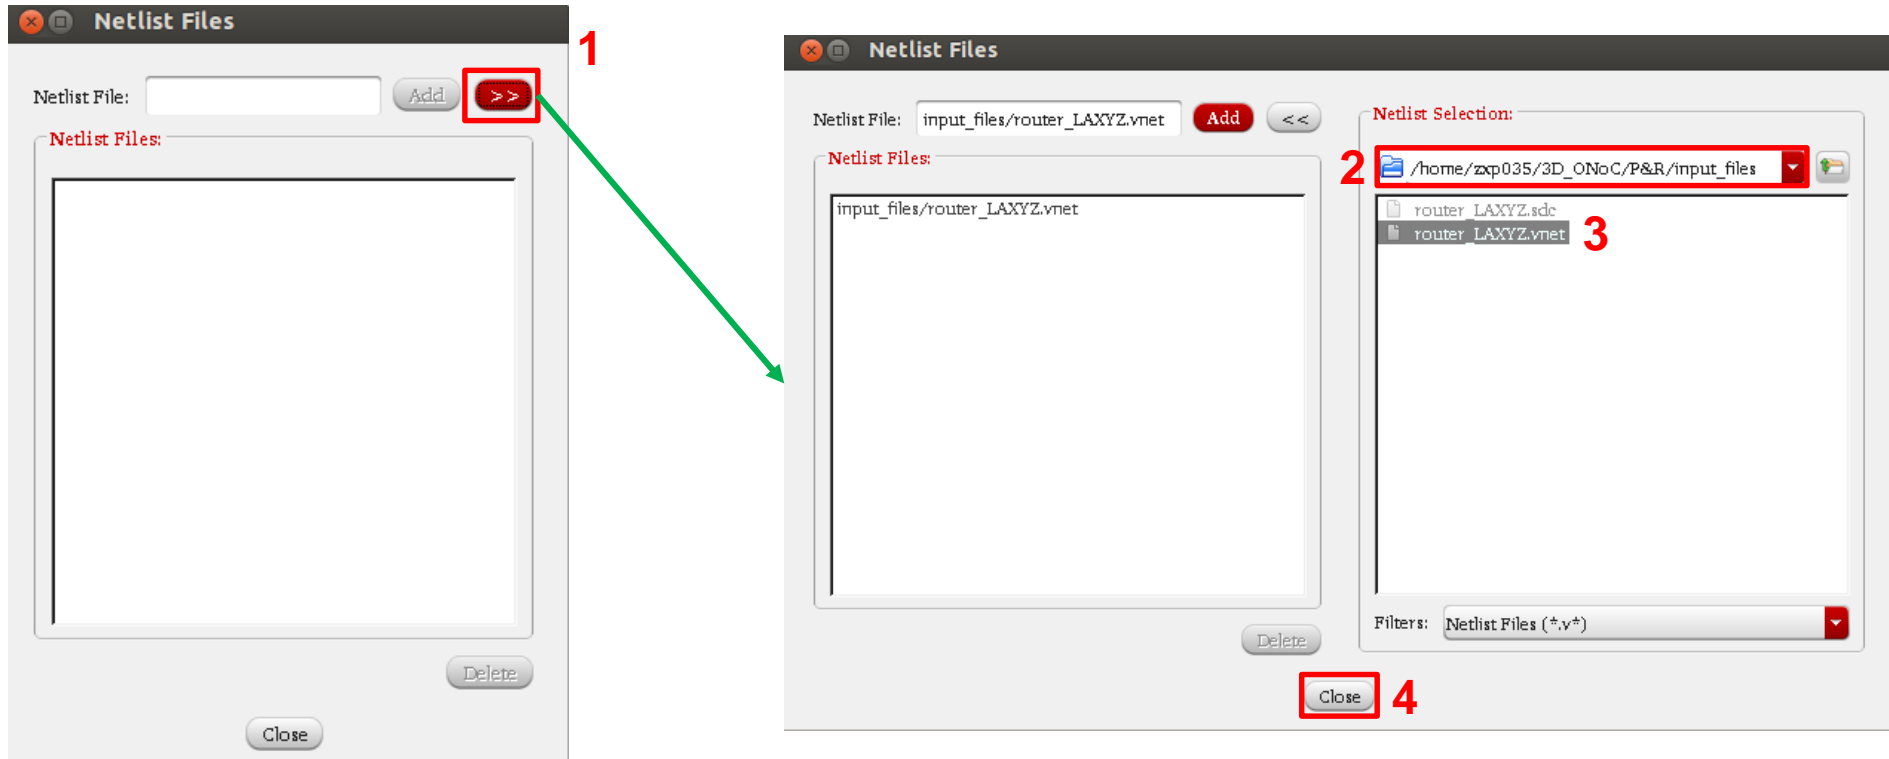 Netlist Files
1
Netlist File:
Add
>>
Netlist Files:
Delete
Close
Netlist Files
Netlist File: input_files/router_LAXYZ.vnet Add <<
Netlist Files:
input_files/router_LAXYZ.vnet
Delete
Netlist Selection:
2 /home/zxp035/3D_ONoC/P&R/input_files
router_LAXYZ.sdc
router_LAXYZ.vnet 3
Filters: Netlist Files (*.v*)
Close 4